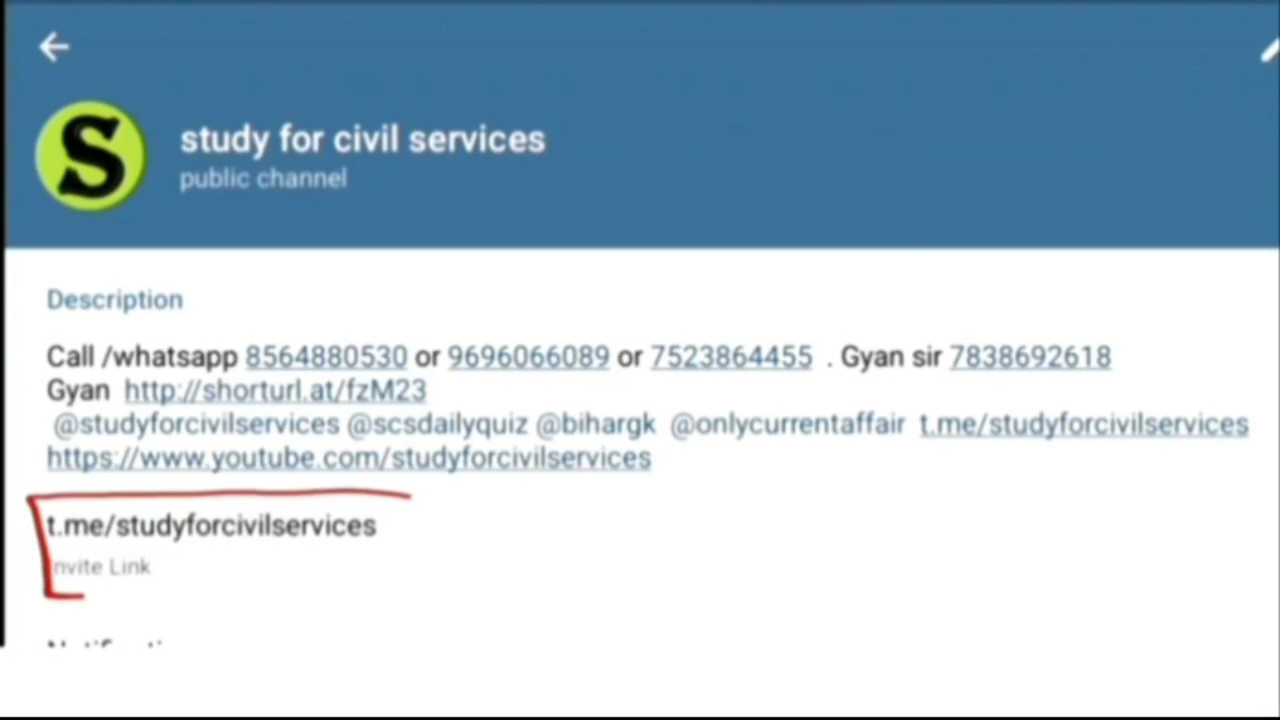 S
study for civil services
public channel
Description
Call /whatsapp 8564880530 or 9696066089 or 7523864455 . Gyan sir 7838692618
Gyan http://shorturl.at/fzM23
@studyforcivilservices @scsdailyquiz @bihargk @onlycurrentaffair t.me/studyforcivilservices
https://www.youtube.com/studyforcivilservices
t.me/studyforcivilservices
nvite Link